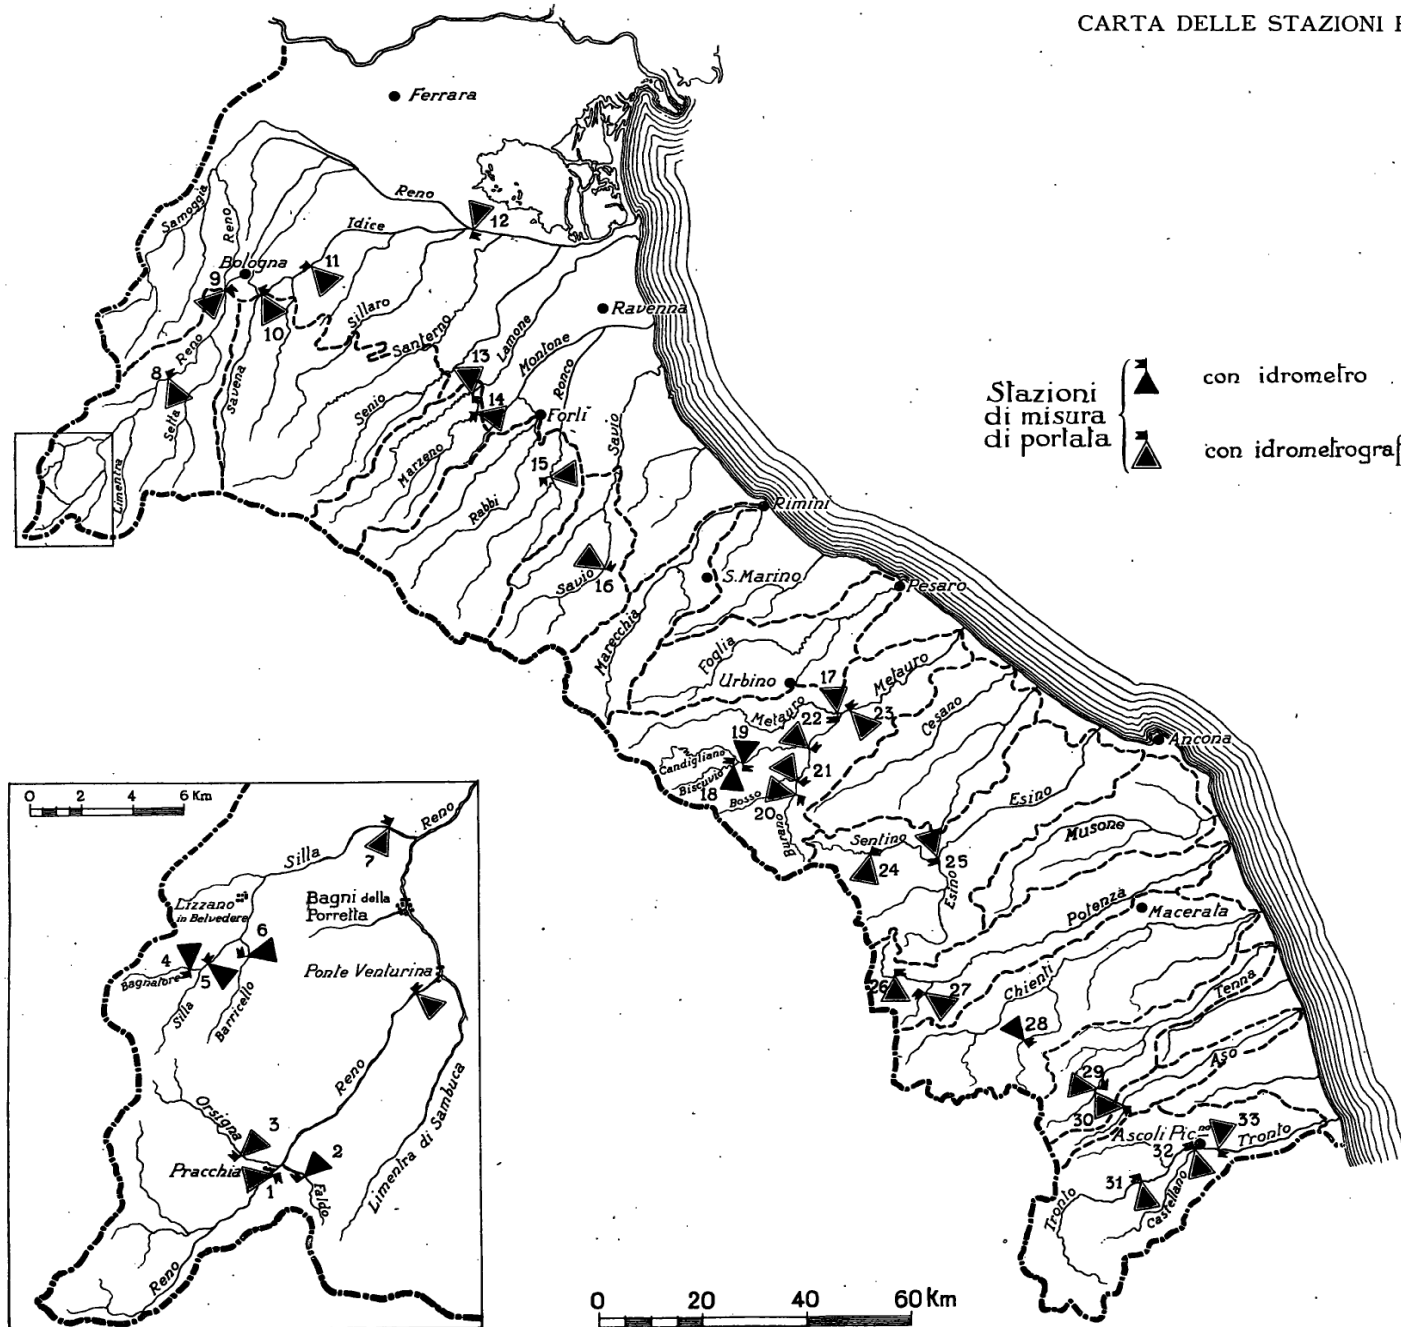 CARTA DELLE STAZIONI
Ferrara
Reno
12
Samoggia
Reno
Idice
Bologna
11
9
10
Ravenna
Sillaro
Santerno
Lamone
Montone
Ronco
8
Reno
Savena
Setta
13
14
Senio
Forlì
Savio
Marzeno
15
Limentra
Rabbi
Rimini
Savio
16
S. Marino
Pesaro
Marecchia
Foglia
Urbino
17
Metauro
Metauro
22
23
Cesano
19
Candigliano
Biscuvio
18
21
Bosso
20
Burano
Ancona
Esino
Musone
Sentino
25
24
Esino
Potenza
Macerata
26
27
Chienti
28
Tenna
29
30
Aso
Ascoli Pic.no
33
32
Tronto
31
Castellano
Tronto
Stazioni
di misura
di portata
con idrometro
con idrometrograf
0 2 4 6 Km
Reno
7
Silla
Lizzano
in Belvedere
Bagni della
Porretta
6
4
5
Bagnatore
Silla
Barricello
Ponte Venturina
Reno
Orsigna
3
2
Pracchia
1
Faldo
Limentra di Sambuca
Reno
0 20 40 60 Km